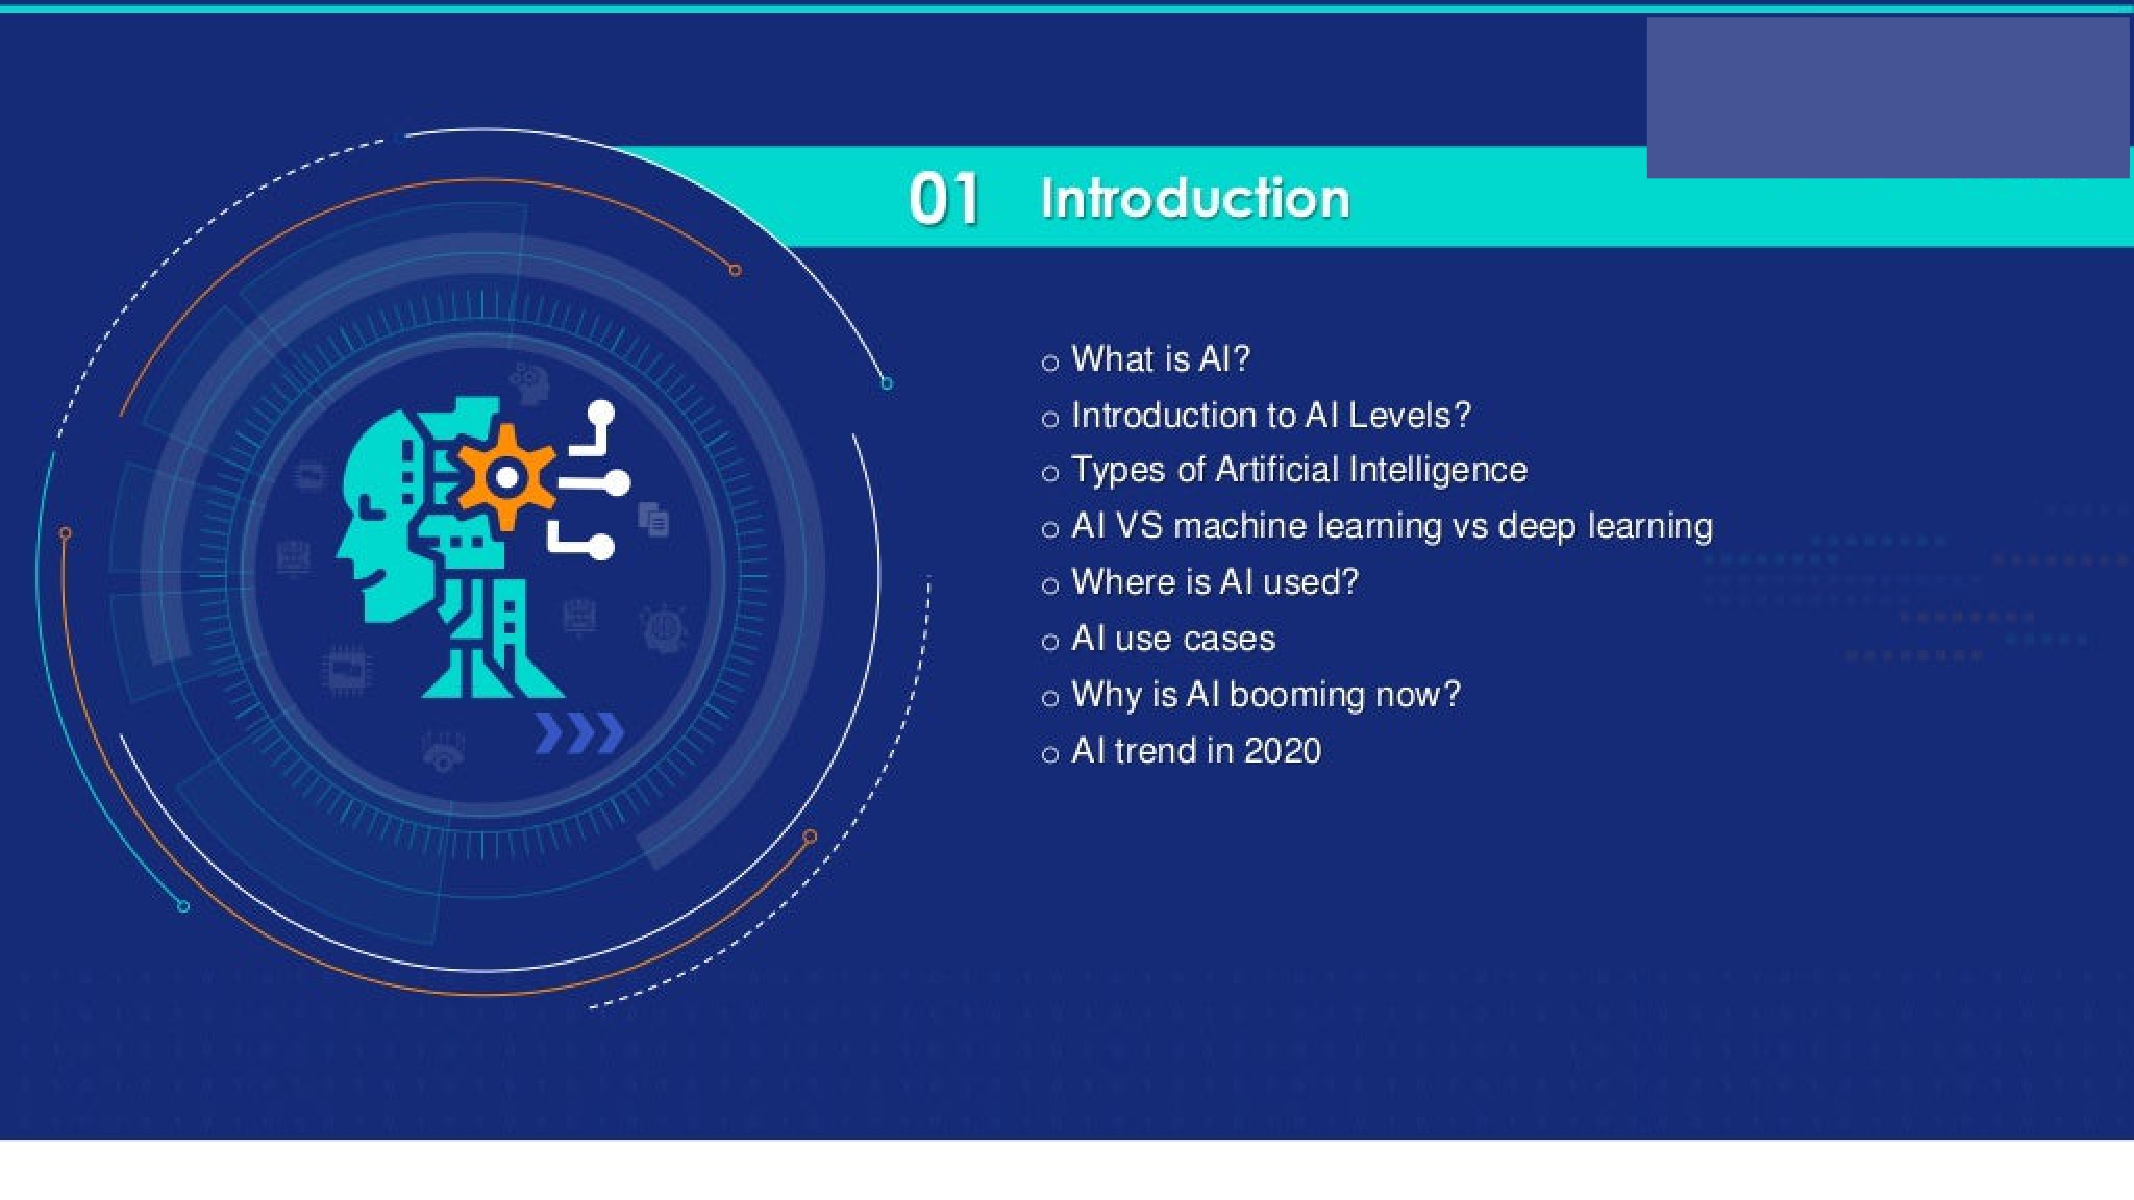 01 Introduction
o What is AI?
o Introduction to AI Levels?
o Types of Artificial Intelligence
o AI VS machine learning vs deep learning
o Where is AI used?
o AI use cases
o Why is AI booming now?
o AI trend in 2020